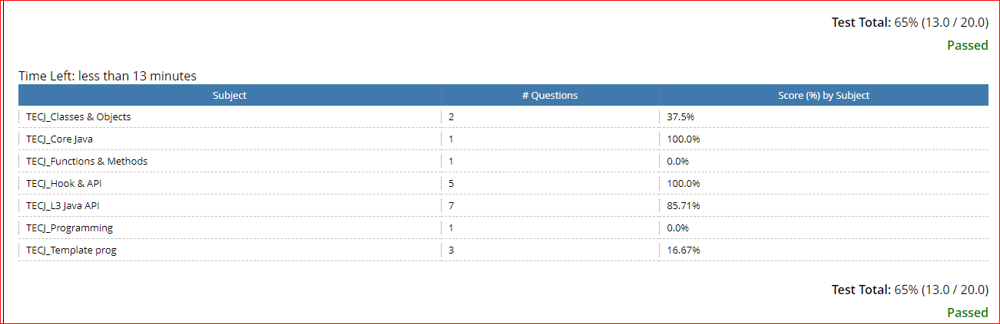 Test Total: 65% (13.0 / 20.0)
Passed
Time Left: less than 13 minutes
Subject # Questions Score (%) by Subject
TECJ_Classes & Objects 2 37.5%
TECJ_Core Java 1 100.0%
TECJ_Functions & Methods 1 0.0%
TECJ_Hook & API 5 100.0%
TECJ_L3 Java API 7 85.71%
TECJ_Programming 1 0.0%
TECJ_Template prog 3 16.67%
Test Total: 65% (13.0 / 20.0)
Passed